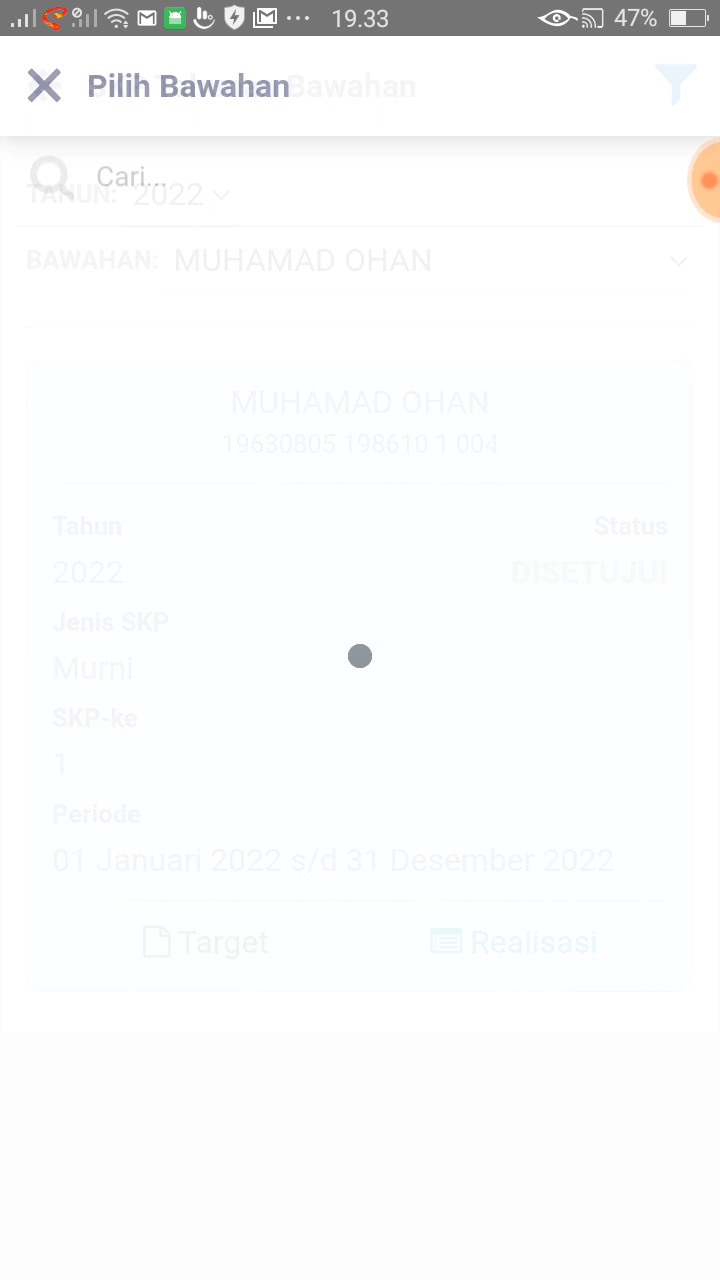 19.33
47%
Pilih Bawahan
Bawahan
Cari...
TAHUN: 2022
BAWAHAN: MUHAMAD OHAN
MUHAMAD OHAN
19630805 198610 1 004
Tahun Status
2022 DISETUJUI
Jenis SKP
Murni
SKP-ke
1
Periode
01 Januari 2022 s/d 31 Desember 2022
Target Realisasi